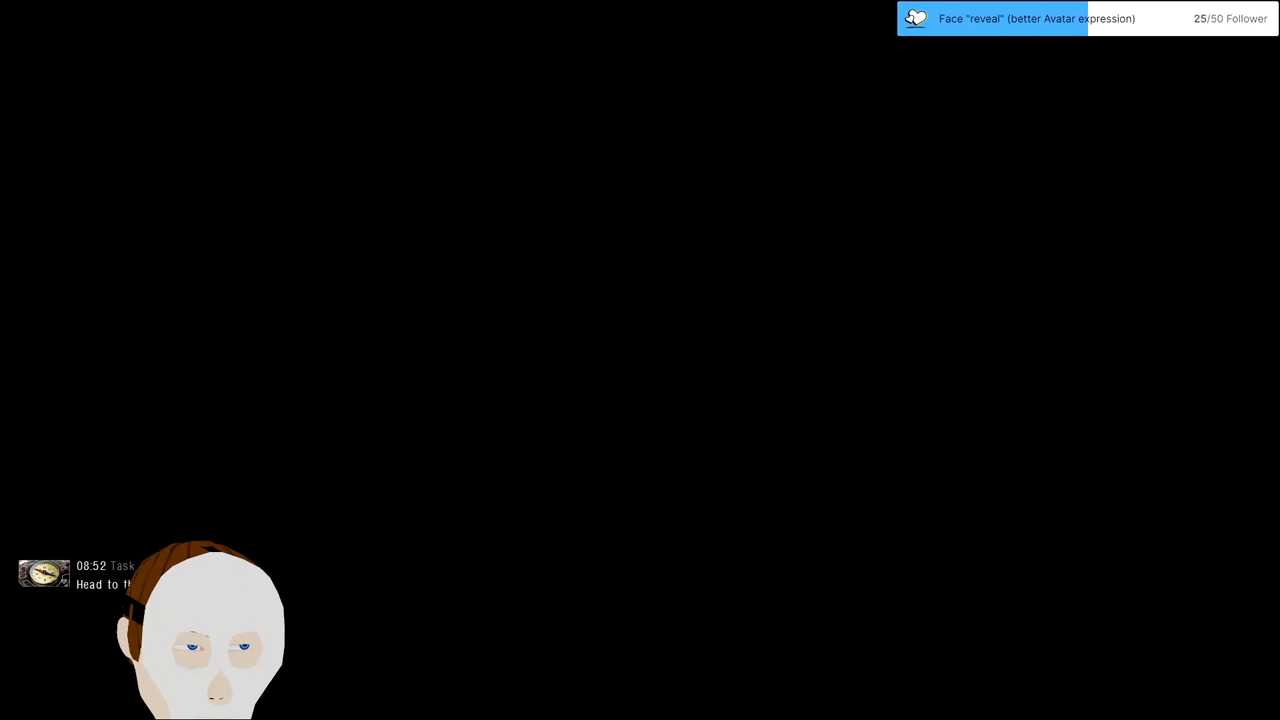 Face "reveal" (better Avatar expression) 25/50 Follower
08:52 Task
Head to